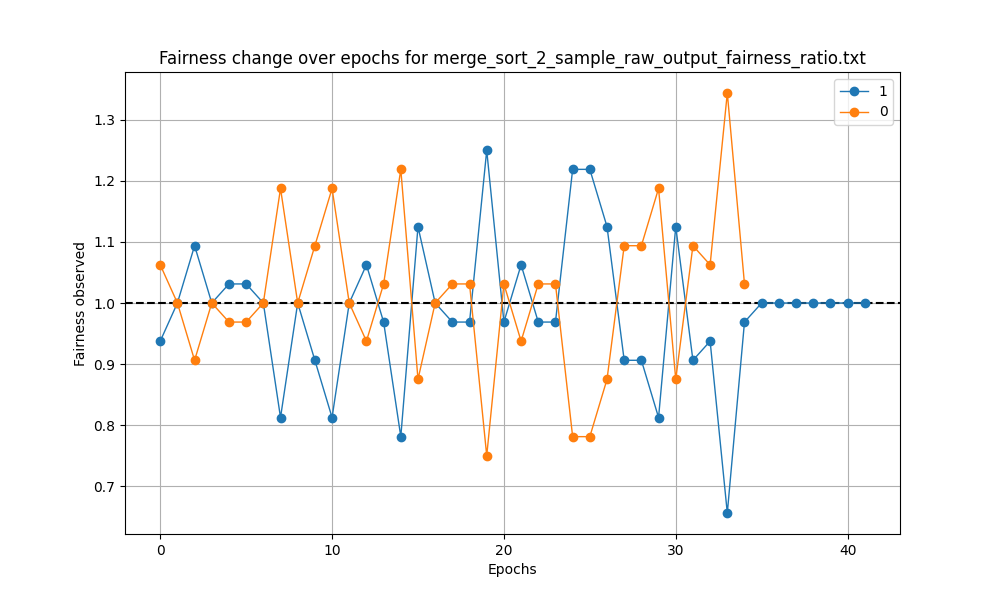 Fairness change over epochs for merge_sort_2_sample_raw_output_fairness_ratio.txt
1
0
Fairness observed
1.3
1.2
1.1
1.0
0.9
0.8
0.7
0 10 20 30 40
Epochs